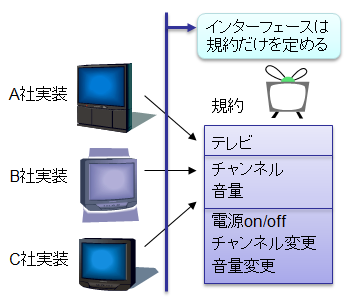 インターフェースは
規約だけを定める
A社実装
規約
テレビ
B社実装
チャンネル
音量
電源on/off
C社実装
チャンネル変更
音量変更